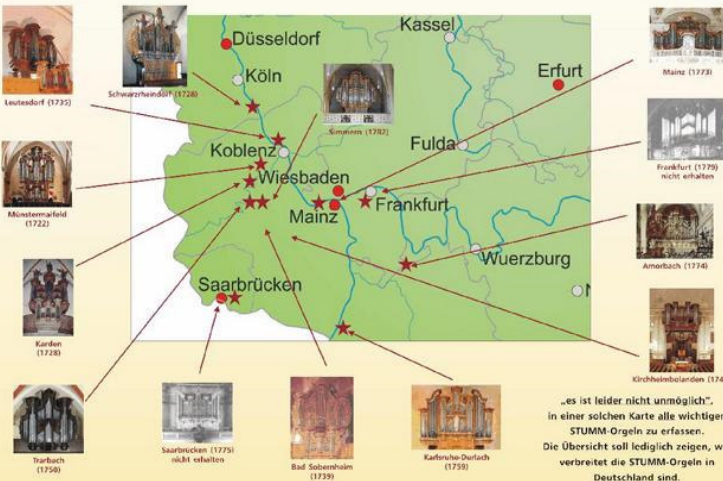 Leutesdorf (1735)
Schwarzrheindorf (1728)
Simmern (1782)
Mainz (1773)
Münstermaifeld
(1722)
Frankfurt (1779)
nicht erhalten
Karden
(1728)
Amorbach (1774)
Trarbach
(1750)
Saarbrücken (1775)
nicht erhalten
Bad Sobernheim
(1739)
Karlsruhe-Durlach
(1759)
Kirchheimbolanden (174
Düsseldorf
Kassel
Köln
Erfurt
Koblenz
Fulda
Wiesbaden
Mainz
Frankfurt
Wuerzburg
Saarbrücken
N
„es ist leider nicht unmöglich",
in einer solchen Karte alle wichtigen
STUMM-Orgeln zu erfassen.
Die Übersicht soll lediglich zeigen, w
verbreitet die STUMM-Orgeln in
Deutschland sind.